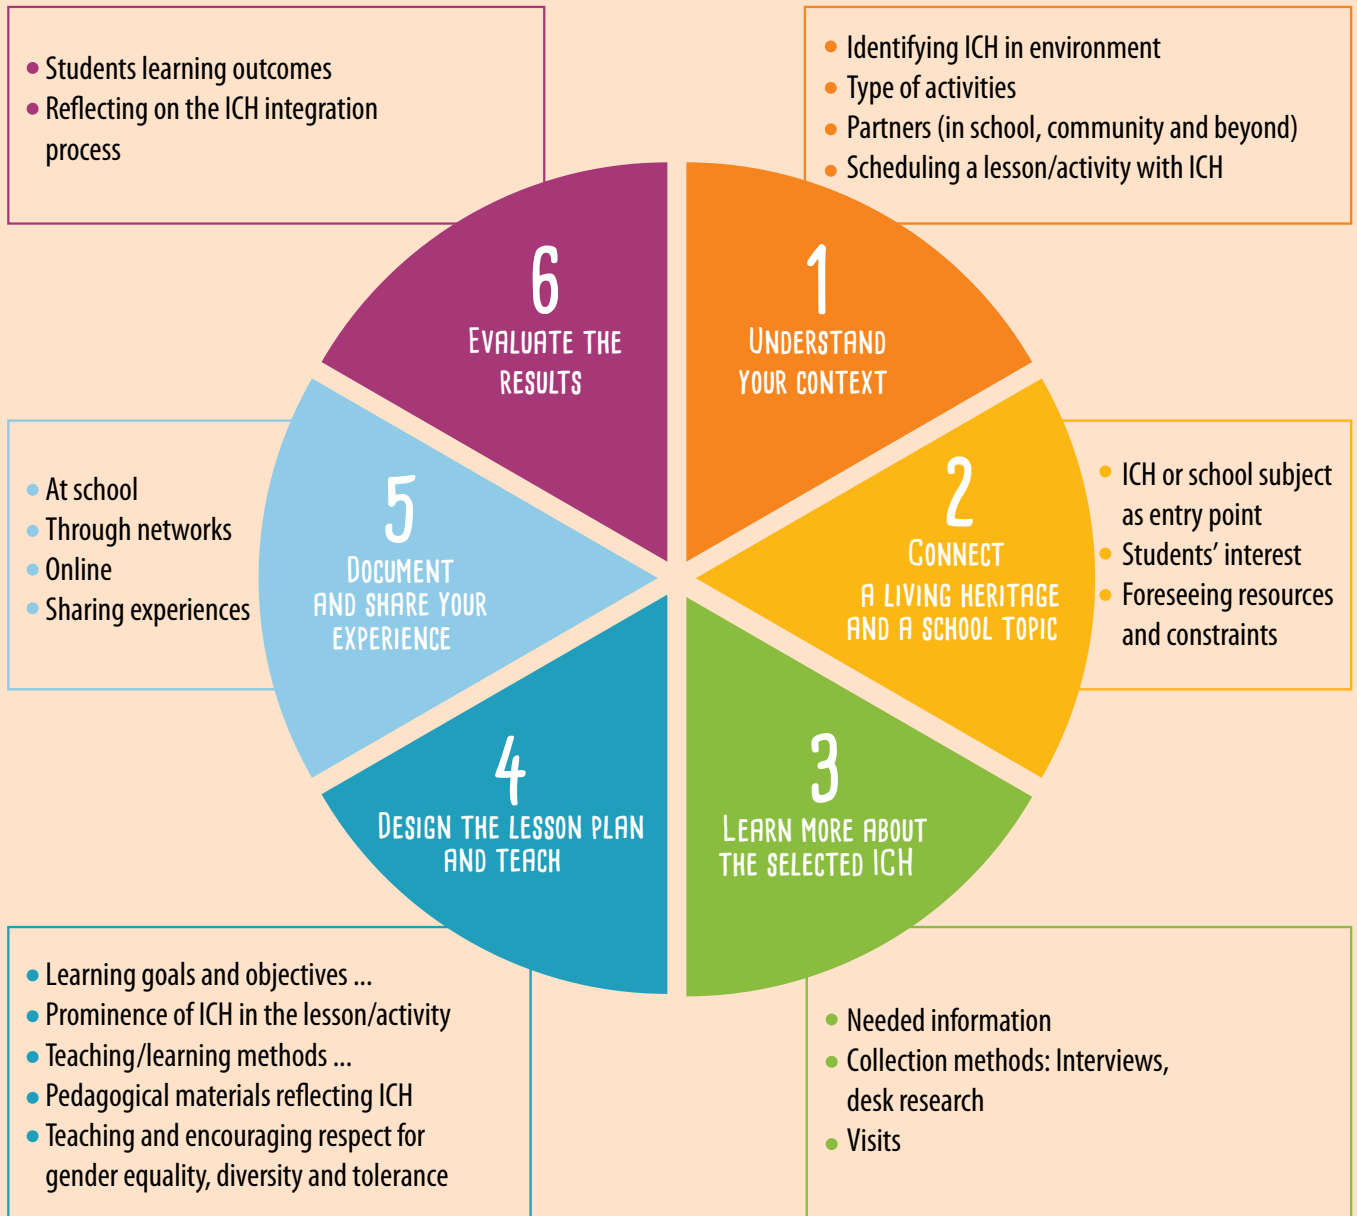 • Students learning outcomes
• Reflecting on the ICH integration
process
• Identifying ICH in environment
• Type of activities
• Partners (in school, community and beyond)
• Scheduling a lesson/activity with ICH
6
EVALUATE THE
RESULTS
1
UNDERSTAND
YOUR CONTEXT
• At school
• Through networks
• Online
• Sharing experiences
5
DOCUMENT
AND SHARE YOUR
EXPERIENCE
2
CONNECT
A LIVING HERITAGE
AND A SCHOOL TOPIC
• ICH or school subject
as entry point
• Students’ interest
• Foreseeing resources
and constraints
4
DESIGN THE LESSON PLAN
AND TEACH
3
LEARN MORE ABOUT
THE SELECTED ICH
• Learning goals and objectives ...
• Prominence of ICH in the lesson/activity
• Teaching/learning methods ...
• Pedagogical materials reflecting ICH
• Teaching and encouraging respect for
gender equality, diversity and tolerance
• Needed information
• Collection methods: Interviews,
desk research
• Visits